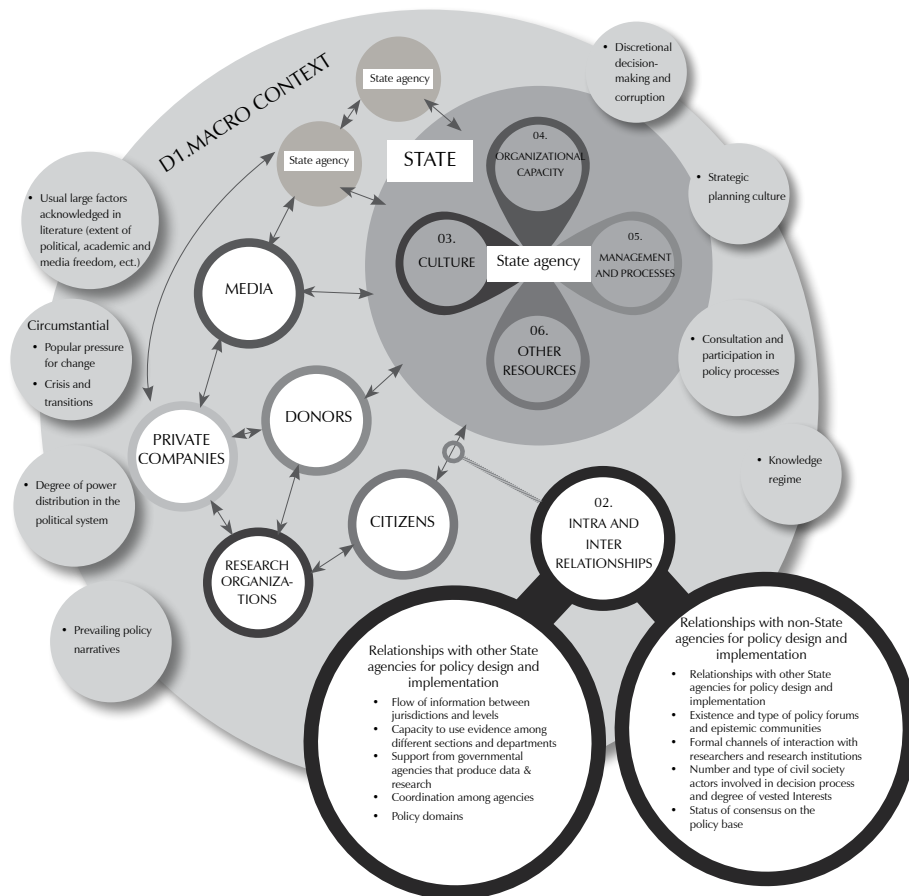 D1.MACRO CONTEXT
State agency
State agency
STATE
04.
ORGANIZATIONAL
CAPACITY
03.
CULTURE
State agency
05.
MANAGEMENT
AND PROCESSES
06.
OTHER
RESOURCES
• Discretional
decision-
making and
corruption
• Strategic
planning culture
• Consultation and
participation in
policy processes
• Knowledge
regime
• Usual large factors
acknowledged in
literature (extent of
political, academic and
media freedom, ect.)
Circumstantial
• Popular pressure
for change
• Crisis and
transitions
• Degree of power
distribution in the
political system
• Prevailing policy
narratives
MEDIA
DONORS
PRIVATE
COMPANIES
CITIZENS
RESEARCH
ORGANIZA-
TIONS
02.
INTRA AND
INTER
RELATIONSHIPS
Relationships with other State
agencies for policy design and
implementation
• Flow of information between
jurisdictions and levels
• Capacity to use evidence among
different sections and departments
• Support from governmental
agencies that produce data &
research
• Coordination among agencies
• Policy domains
Relationships with non-State
agencies for policy design and
implementation
• Relationships with other State
agencies for policy design and
implementation
• Existence and type of policy forums
and epistemic communities
• Formal channels of interaction with
researchers and research institutions
• Number and type of civil society
actors involved in decision process
and degree of vested Interests
• Status of consensus on the
policy base